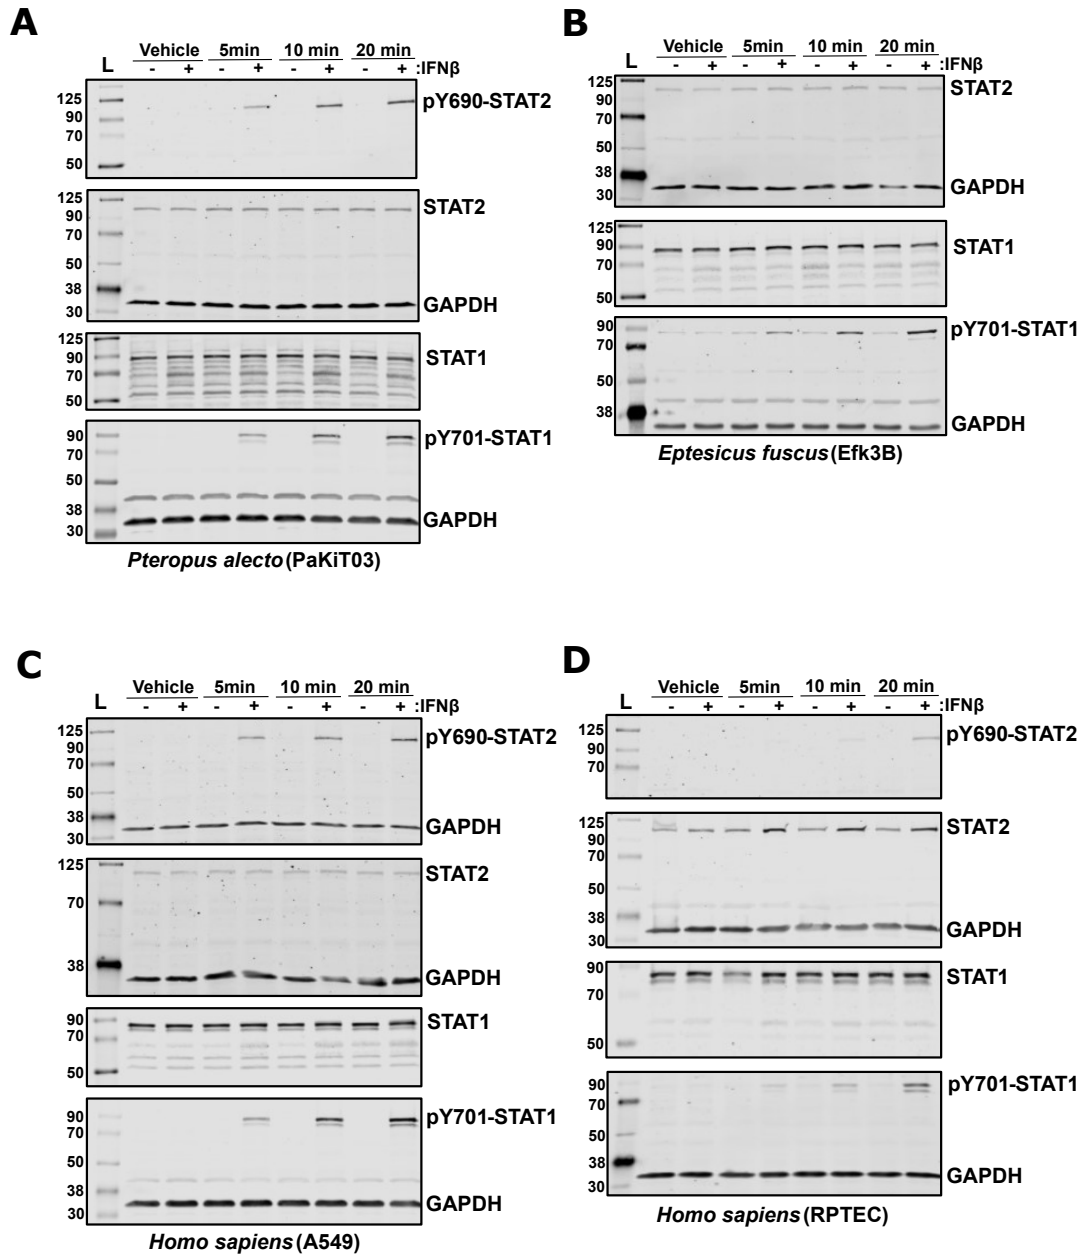 A
Vehicle 5min 10 min 20 min
L - + - + - + - + :IFNβ
125
90
70
50
pY690-STAT2
125
90
70
50
38
30
STAT2
GAPDH
125
90
70
50
STAT1
90
70
50
38
30
pY701-STAT1
GAPDH
Pteropus alecto (PaKiT03)
B
Vehicle 5min 10 min 20 min
L - + - + - + - + :IFNβ
125
90
70
50
38
30
STAT2
GAPDH
125
90
70
50
STAT1
90
70
50
38
pY701-STAT1
GAPDH
Eptesicus fuscus (Efk3B)
C
Vehicle 5min 10 min 20 min
L - + - + - + - + :IFNβ
125
90
70
50
38
30
pY690-STAT2
GAPDH
125
70
38
STAT2
GAPDH
90
70
50
STAT1
90
70
50
38
30
pY701-STAT1
GAPDH
Homo sapiens (A549)
D
Vehicle 5min 10 min 20 min
L - + - + - + - + :IFNβ
125
90
70
pY690-STAT2
125
90
70
50
38
30
STAT2
GAPDH
90
70
50
STAT1
90
70
50
38
30
pY701-STAT1
GAPDH
Homo sapiens (RPTEC)